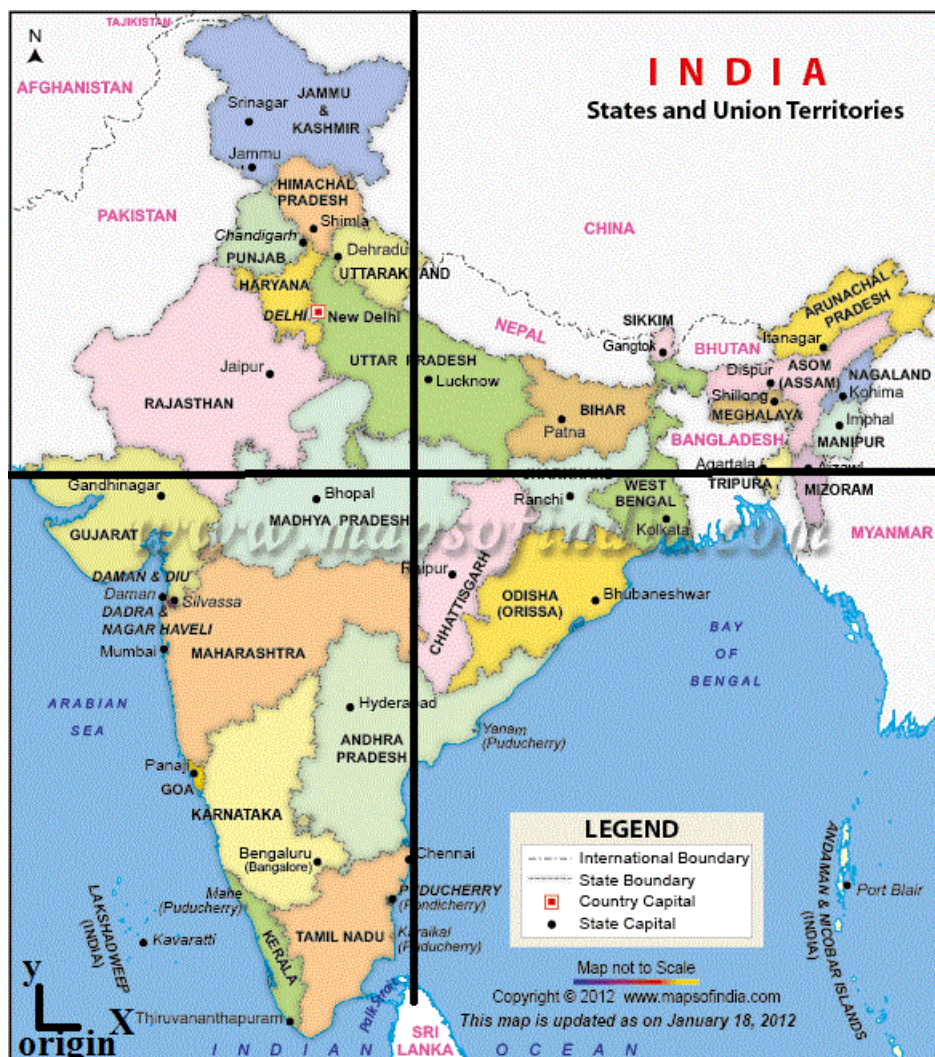 TAJIKISTAN
N
AFGHANISTAN
INDIA
States and Union Territories
JAMMU
&
KASHMIR
Srinagar
Jammu
HIMACHAL
PRADESH
PAKISTAN
Shimla
Chandigarh
PUNJAB
CHINA
Dehradu
UTTARAKHAND
HARYANA
DELHI
New Delhi
NEPAL
SIKKIM
Gangtok
BHUTAN
ARUNACHAL
PRADESH
Itanagar
UTTAR PRADESH
Jaipur
Lucknow
RAJASTHAN
Dispur
ASOM
(ASSAM)
NAGALAND
Shillong
Kohima
MEGHALAYA
BIHAR
Patna
Imphal
BANGLADESH
MANIPUR
Agartala
TRIPURA
MIZORAM
Gandhinagar
Bhopal
Ranchi
WEST
BENGAL
GUJARAT
MADHYA PRADESH
Kolkata
MYANMAR
www.mapsofindia.com
DAMAN & DIU
Daman
Silvassa
DADRA &
NAGAR HAVELI
Raipur
CHHATTISGARH
ODISHA
(ORISSA)
Bhubaneshwar
Mumbai
MAHARASHTRA
BAY
OF
BENGAL
ARABIAN
SEA
Hyderabad
ANDHRA
PRADESH
Yanam
(Puducherry)
Panaji
GOA
KARNATAKA
Bengaluru
(Bangalore)
Chennai
LEGEND
International Boundary
State Boundary
Country Capital
State Capital
Mahe
(Puducherry)
PUDUCHERRY
(Pondicherry)
Karaikal
(Puducherry)
TAMIL NADU
KERALA
LAKSHADWEEP
(INDIA)
Kavaratti
Port Blair
ANDAMAN & NICOBAR ISLANDS
(INDIA)
Map not to Scale
Copyright © 2012 www.mapsofindia.com
This map is updated as on January 18, 2012
y
X
origin
Thiruvananthapuram
Palk Strait
SRI
LANKA
INDIAN OCEAN